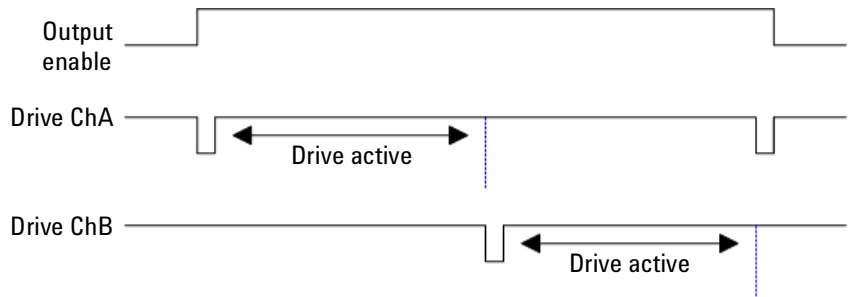 Output
enable
Drive ChA
Drive active
Drive ChB
Drive active